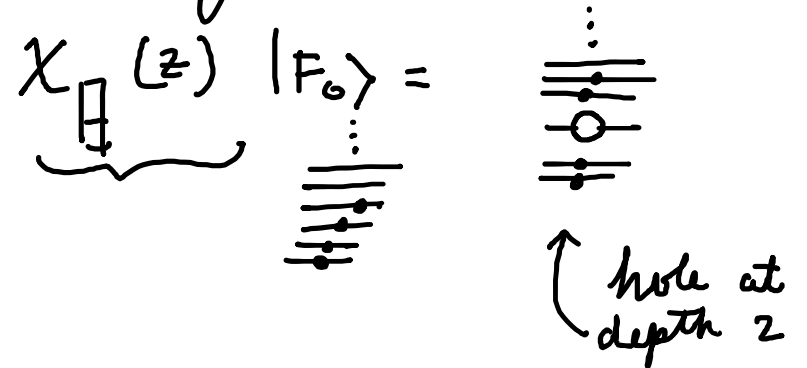 χ (z) |F₀⟩ =
hole at
depth 2